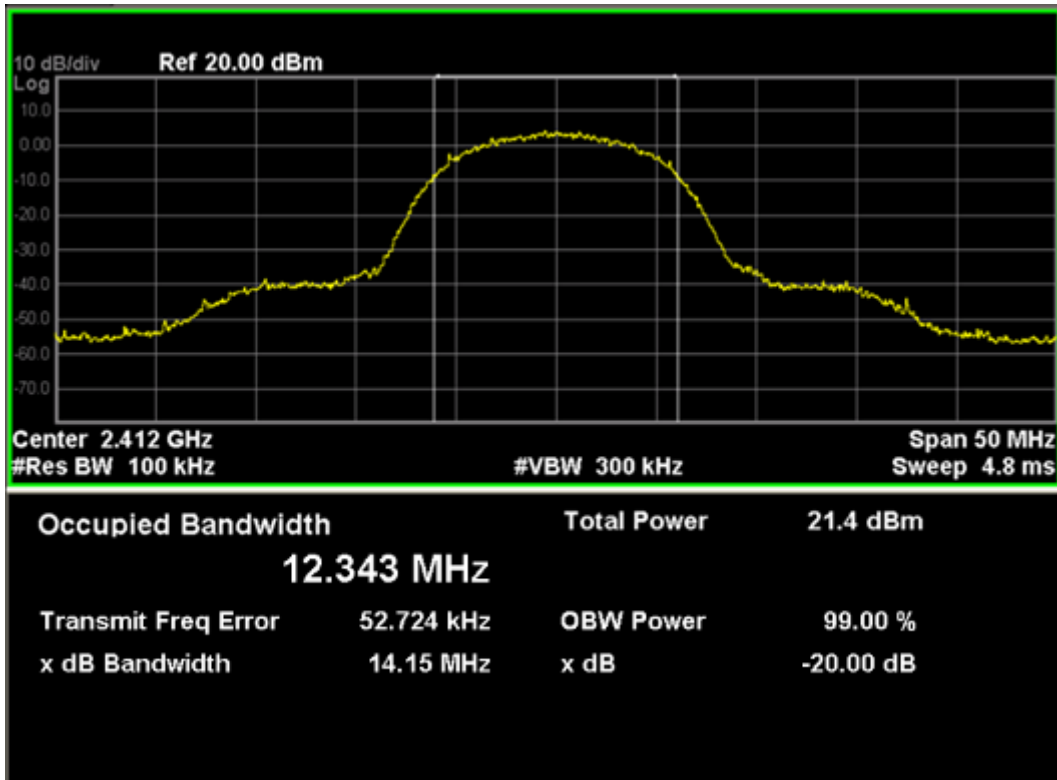 10 dB/div Ref 20.00 dBm
Log
10.0
0.00
-10.0
-20.0
-30.0
-40.0
-50.0
-60.0
-70.0
Center 2.412 GHz Span 50 MHz
#Res BW 100 kHz #VBW 300 kHz Sweep 4.8 ms
Occupied Bandwidth Total Power 21.4 dBm
12.343 MHz
Transmit Freq Error 52.724 kHz OBW Power 99.00 %
x dB Bandwidth 14.15 MHz x dB -20.00 dB